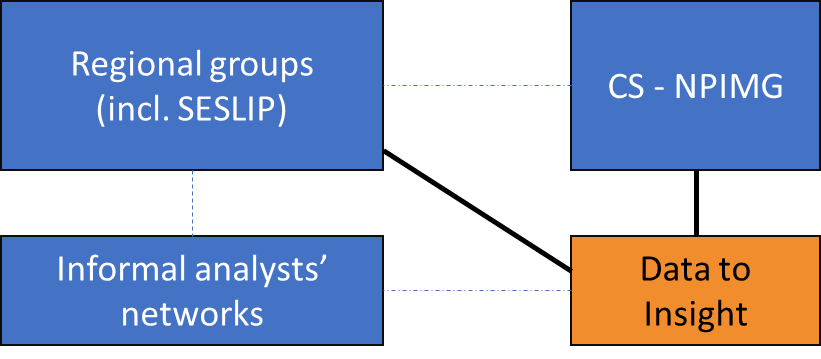 Regional groups
(incl. SESLIP)
CS - NPIMG
Informal analysts’
networks
Data to
Insight